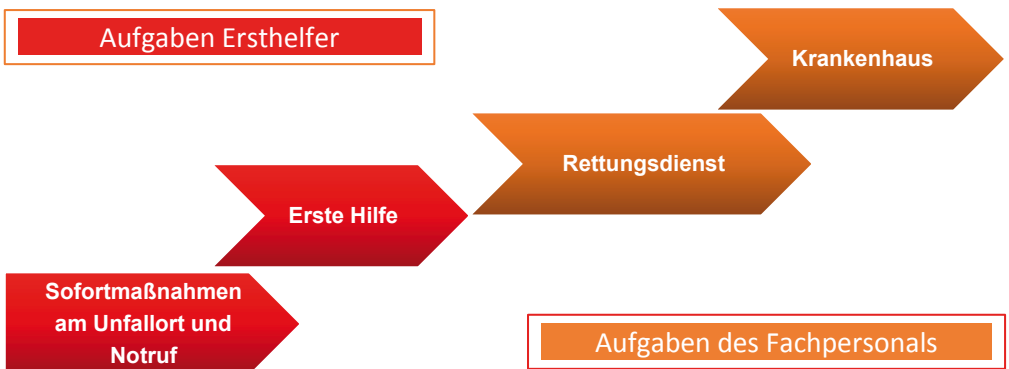 Aufgaben Ersthelfer
Krankenhaus
Rettungsdienst
Erste Hilfe
Sofortmaßnahmen
am Unfallort und
Notruf
Aufgaben des Fachpersonals